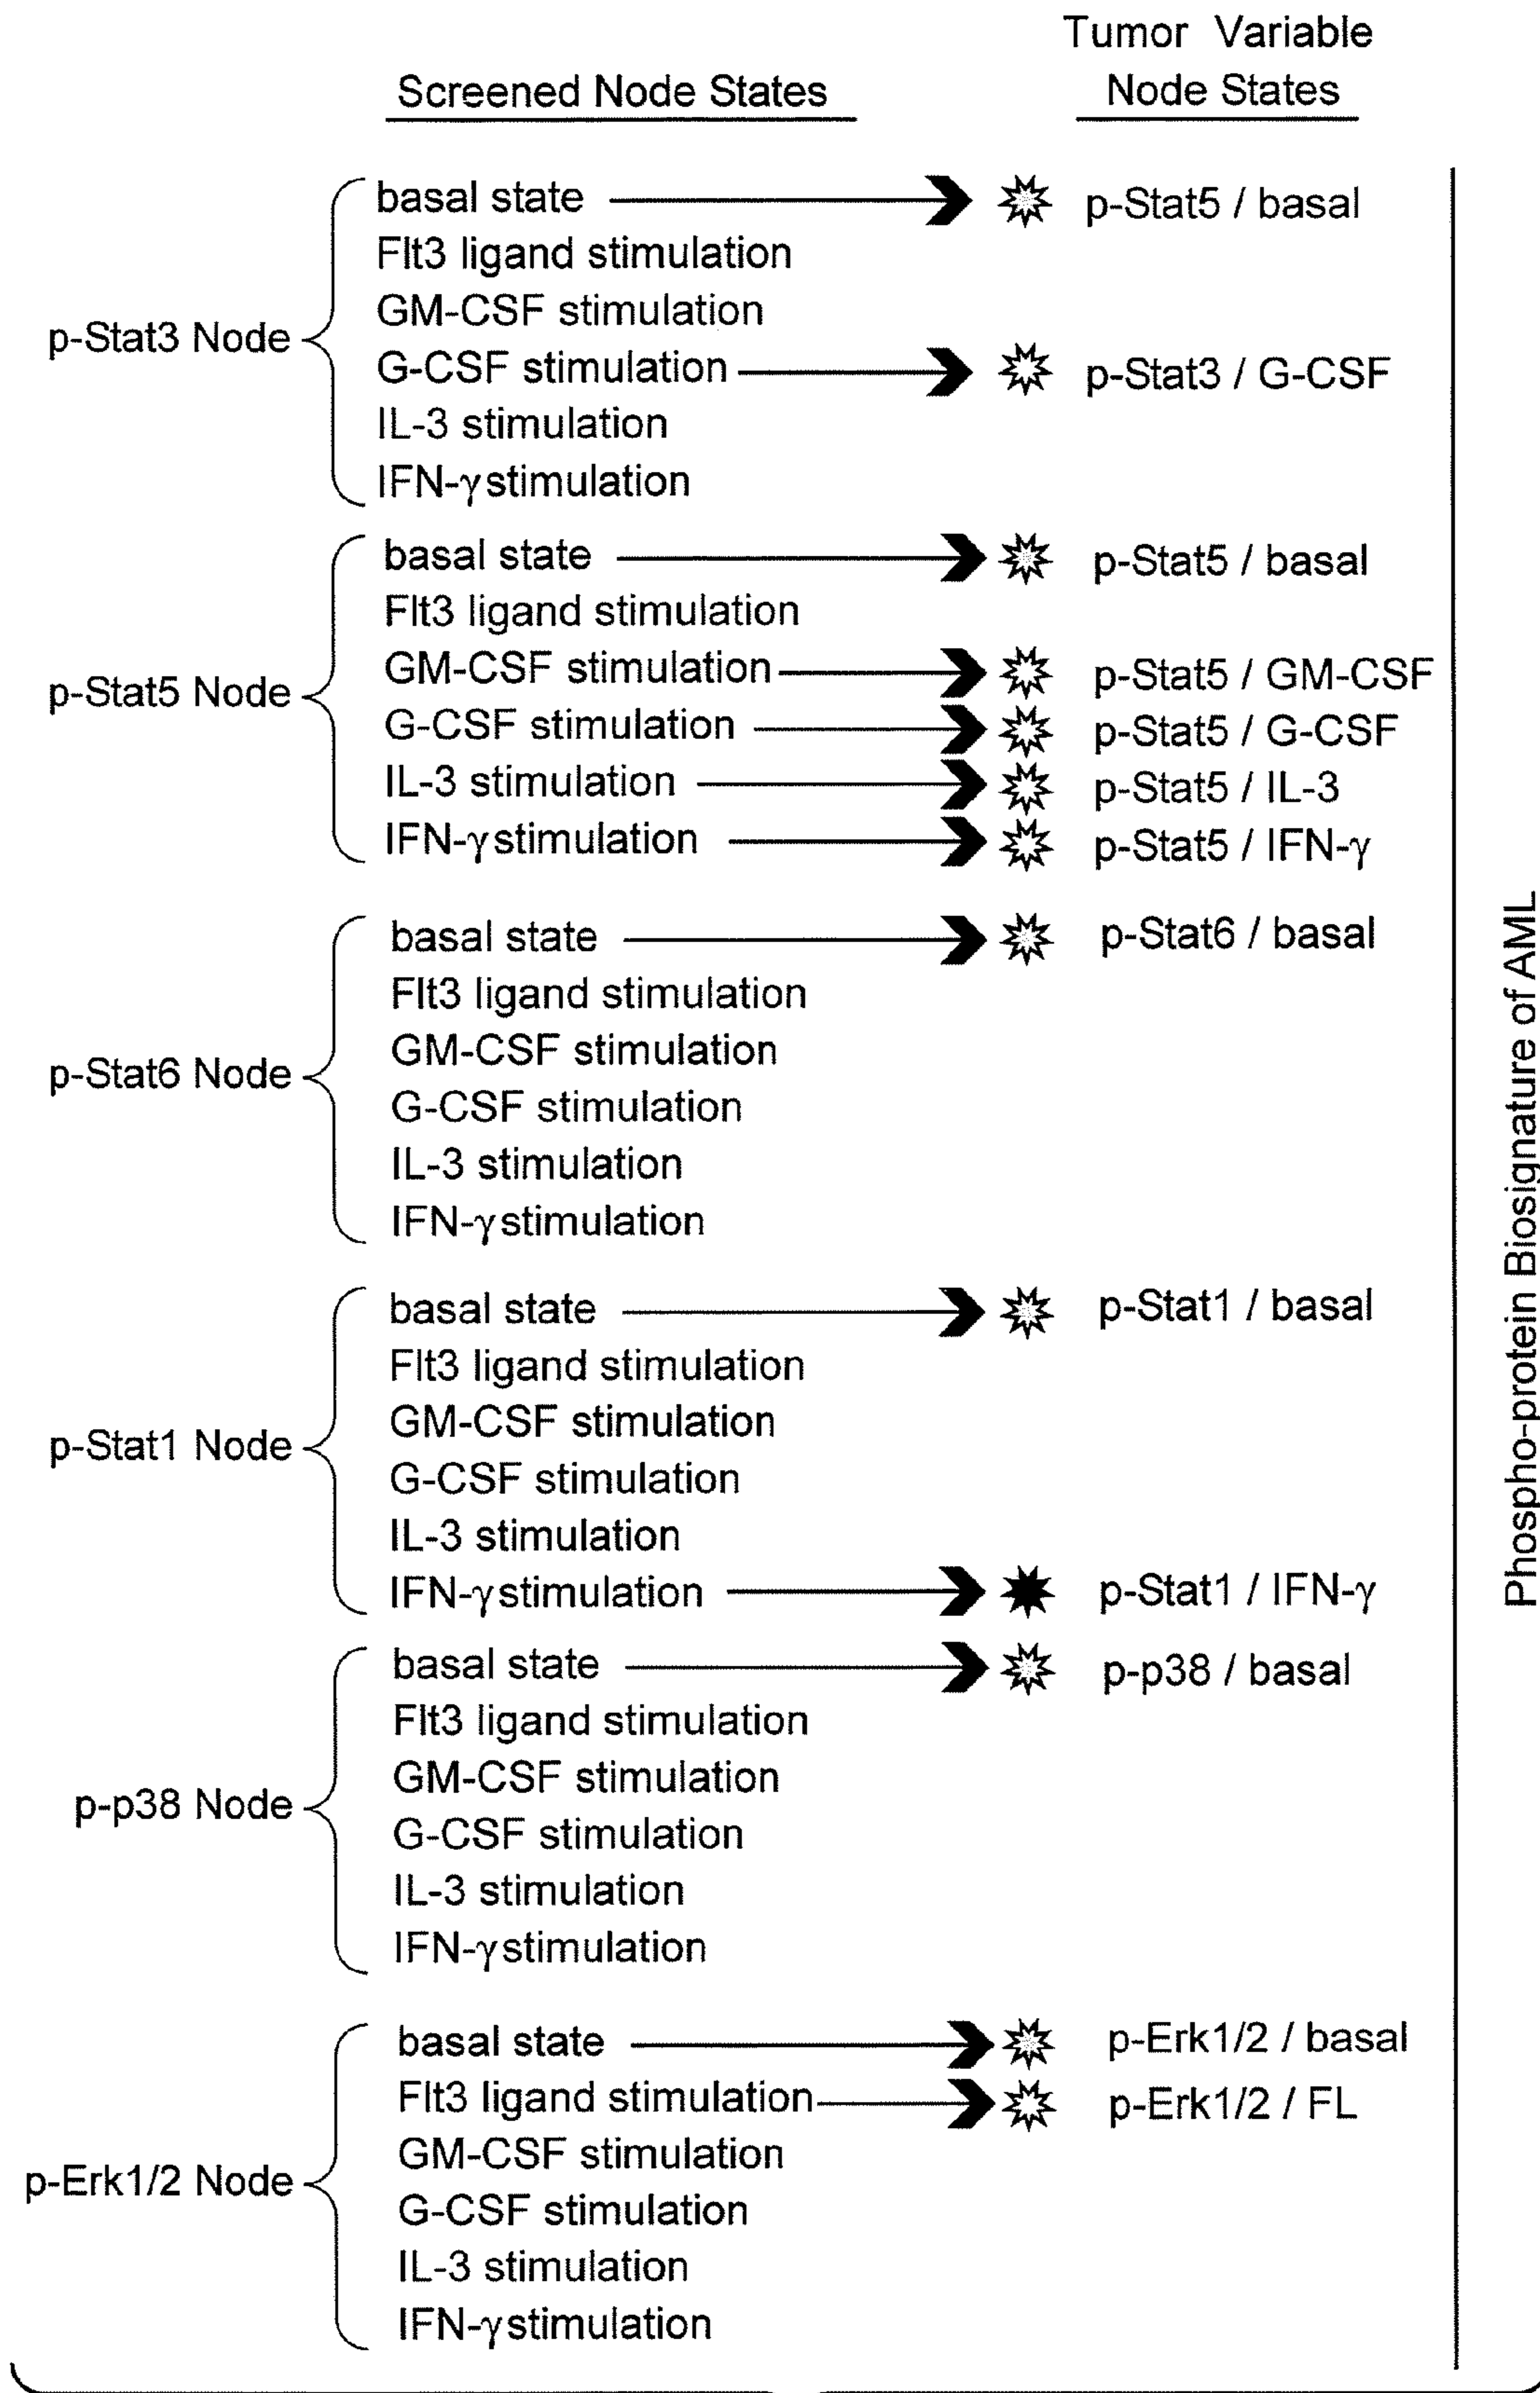 Tumor Variable
Screened Node States Node States
basal state p-Stat5 / basal
Flt3 ligand stimulation
GM-CSF stimulation
p-Stat3 Node
G-CSF stimulation p-Stat3 / G-CSF
IL-3 stimulation
IFN-γ stimulation
basal state p-Stat5 / basal
Flt3 ligand stimulation
GM-CSF stimulation p-Stat5 / GM-CSF
p-Stat5 Node
G-CSF stimulation p-Stat5 / G-CSF
IL-3 stimulation p-Stat5 / IL-3
IFN-γ stimulation p-Stat5 / IFN-γ
basal state p-Stat6 / basal
Flt3 ligand stimulation
GM-CSF stimulation
p-Stat6 Node
G-CSF stimulation
IL-3 stimulation
IFN-γ stimulation
basal state p-Stat1 / basal
Flt3 ligand stimulation
GM-CSF stimulation
p-Stat1 Node
G-CSF stimulation
IL-3 stimulation
IFN-γ stimulation p-Stat1 / IFN-γ
basal state p-p38 / basal
Flt3 ligand stimulation
GM-CSF stimulation
p-p38 Node
G-CSF stimulation
IL-3 stimulation
IFN-γ stimulation
basal state p-Erk1/2 / basal
Flt3 ligand stimulation p-Erk1/2 / FL
GM-CSF stimulation
p-Erk1/2 Node
G-CSF stimulation
IL-3 stimulation
IFN-γ stimulation
Phospho-protein Biosignature of AML